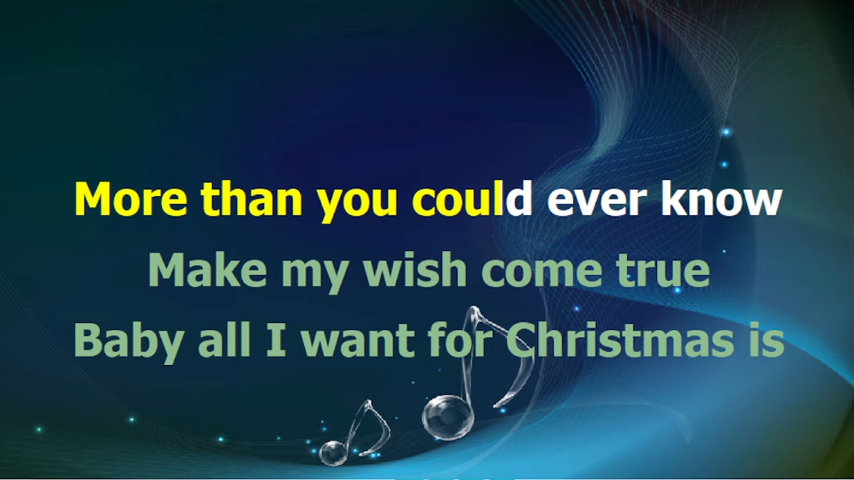 More than you could ever know
Make my wish come true
Baby all I want for Christmas is